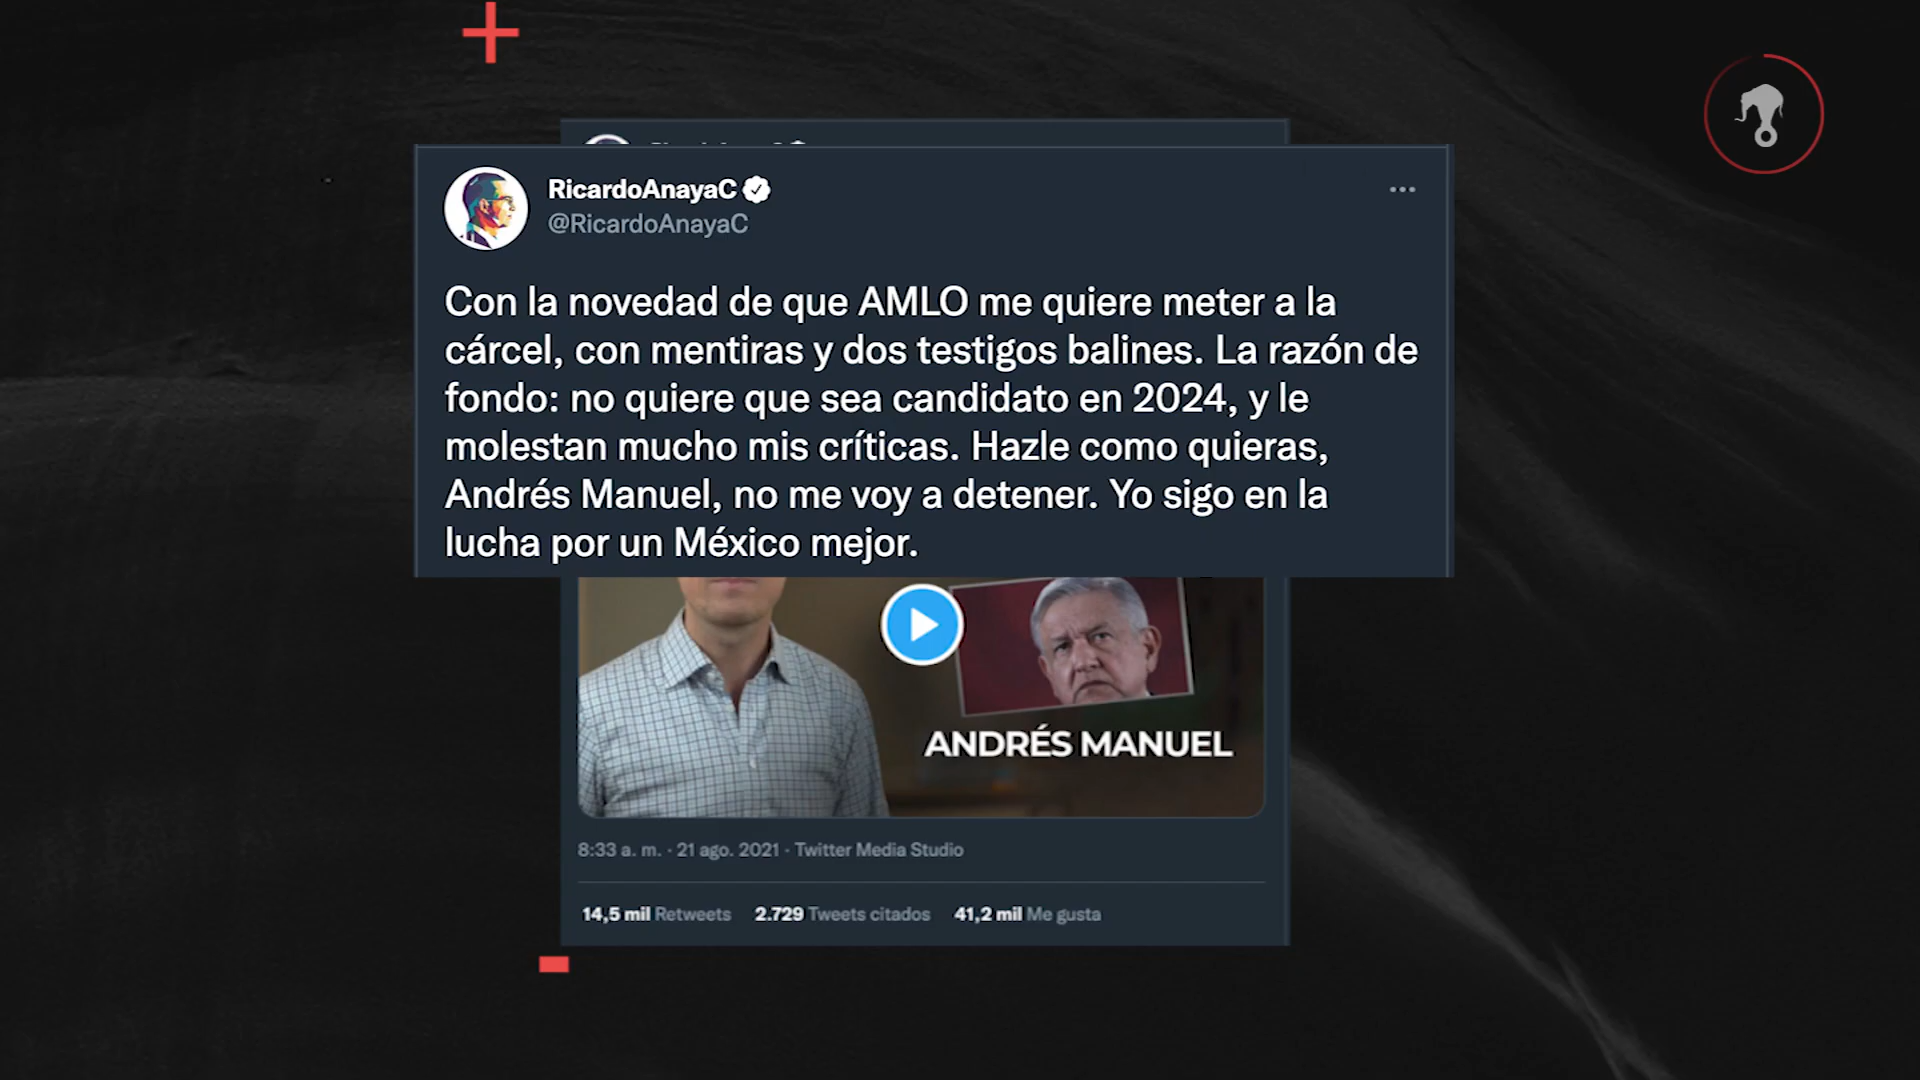 RicardoAnayaC
@RicardoAnayaC
Con la novedad de que AMLO me quiere meter a la
cárcel, con mentiras y dos testigos balines. La razón de
fondo: no quiere que sea candidato en 2024, y le
molestan mucho mis críticas. Hazle como quieras,
Andrés Manuel, no me voy a detener. Yo sigo en la
lucha por un México mejor.
ANDRÉS MANUEL
8:33 a. m. · 21 ago. 2021 · Twitter Media Studio
14,5 mil Retweets 2.729 Tweets citados 41,2 mil Me gusta